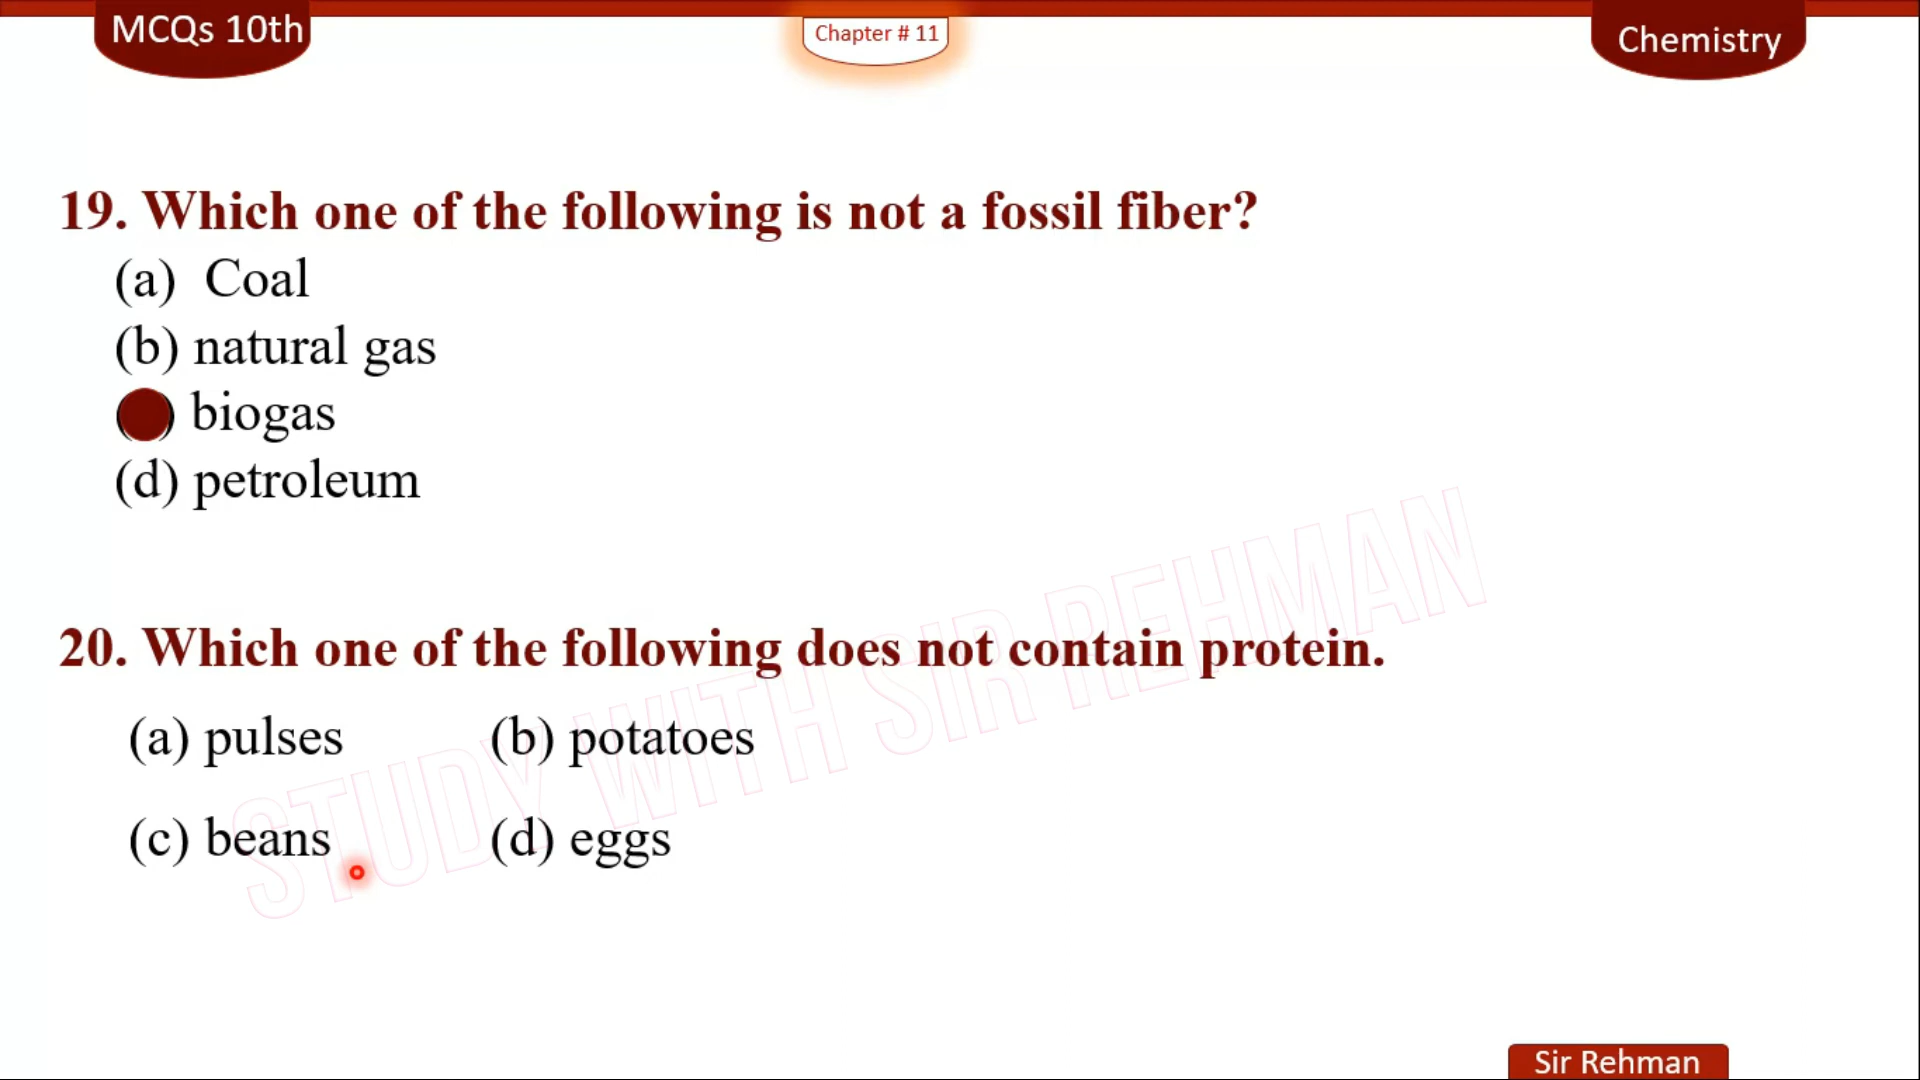 MCQs 10th
Chapter # 11
Chemistry
19. Which one of the following is not a fossil fiber?
(a) Coal
(b) natural gas
( ) biogas
(d) petroleum
20. Which one of the following does not contain protein.
(a) pulses (b) potatoes
(c) beans (d) eggs
STUDY WITH SIR REHMAN
Sir Rehman